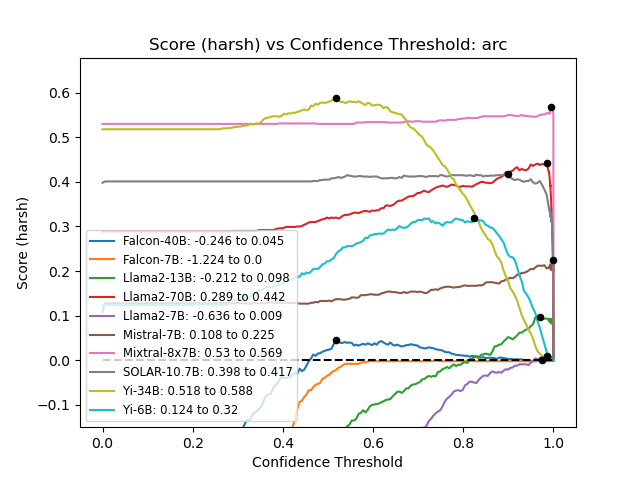 Score (harsh) vs Confidence Threshold: arc
Score (harsh)
0.6
0.5
0.4
0.3
0.2
0.1
0.0
−0.1
Falcon-40B: -0.246 to 0.045
Falcon-7B: -1.224 to 0.0
Llama2-13B: -0.212 to 0.098
Llama2-70B: 0.289 to 0.442
Llama2-7B: -0.636 to 0.009
Mistral-7B: 0.108 to 0.225
Mixtral-8x7B: 0.53 to 0.569
SOLAR-10.7B: 0.398 to 0.417
Yi-34B: 0.518 to 0.588
Yi-6B: 0.124 to 0.32
0.0 0.2 0.4 0.6 0.8 1.0
Confidence Threshold